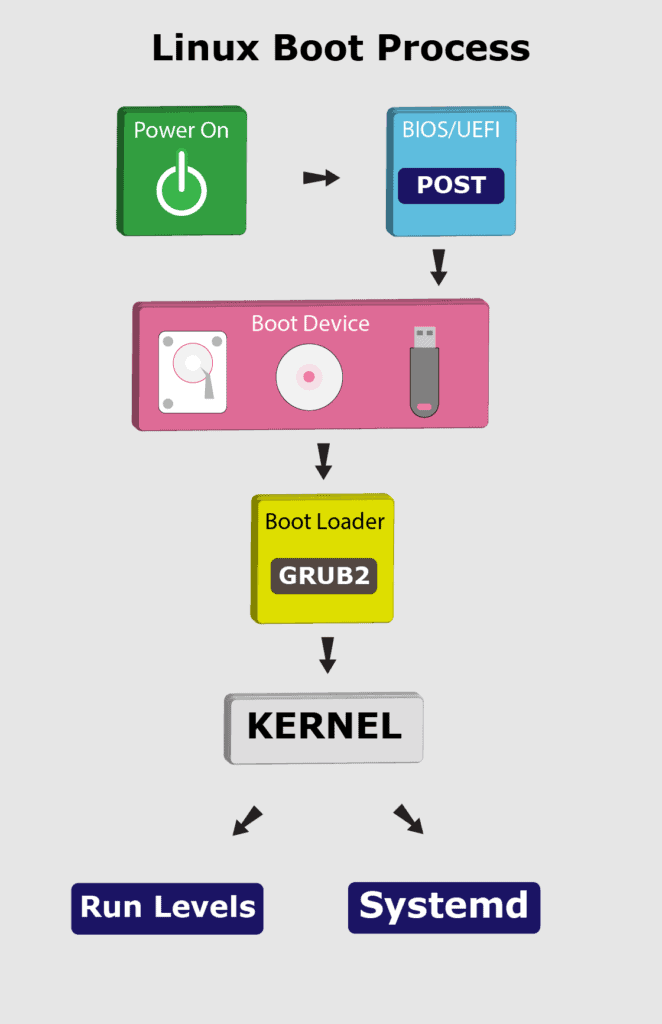 Linux Boot Process
Power On
BIOS/UEFI
POST
Boot Device
Boot Loader
GRUB2
KERNEL
Run Levels
Systemd